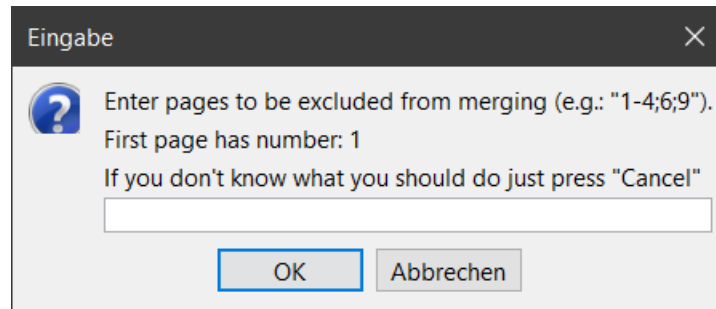 Eingabe
Enter pages to be excluded from merging (e.g.: "1-4;6;9").
First page has number: 1
If you don't know what you should do just press "Cancel"
OK Abbrechen